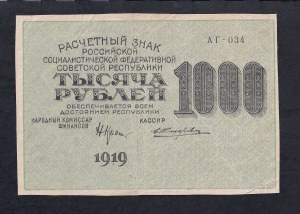 РАСЧЕТНЫЙ ЗНАК
РОССИЙСКОЙ
СОЦИАЛИСТИЧЕСКОЙ ФЕДЕРАТИВНОЙ
СОВЕТСКОЙ РЕСПУБЛИКИ
АГ-034
ТЫСЯЧА
РУБЛЕЙ
1000
ОБЕСПЕЧИВАЕТСЯ ВСЕМ
ДОСТОЯНИЕМ РЕСПУБЛИКИ
НАРОДНЫЙ КОМИССАР
ФИНАНСОВ
КАССИР
1919